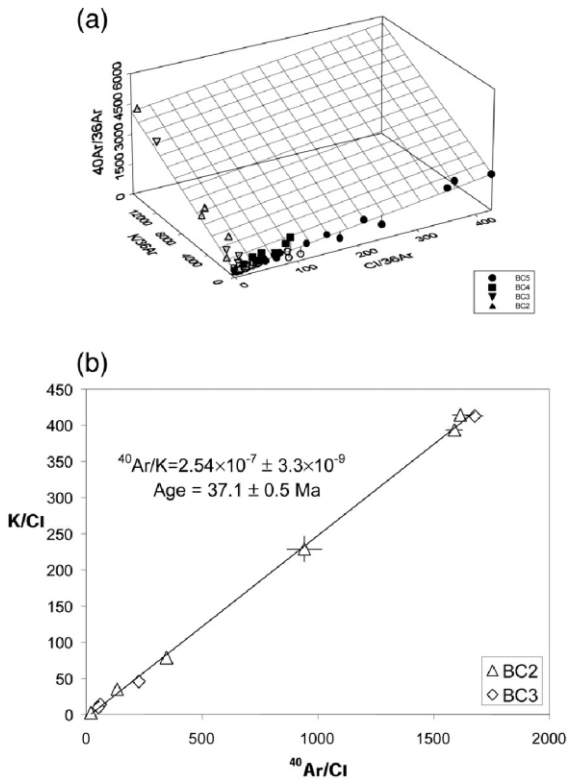 (a)
40Ar/36Ar
6000
4500
3000
1500
0
K/36Ar
12000
8000
4000
0
Cl/36Ar
0
100
200
300
400
BC5
BC4
BC3
BC2
(b)
K/Cl
450
400
350
300
250
200
150
100
50
0
⁴⁰Ar/K=2.54×10⁻⁷ ± 3.3×10⁻⁹
Age = 37.1 ± 0.5 Ma
BC2
BC3
0 500 1000 1500 2000
⁴⁰Ar/Cl